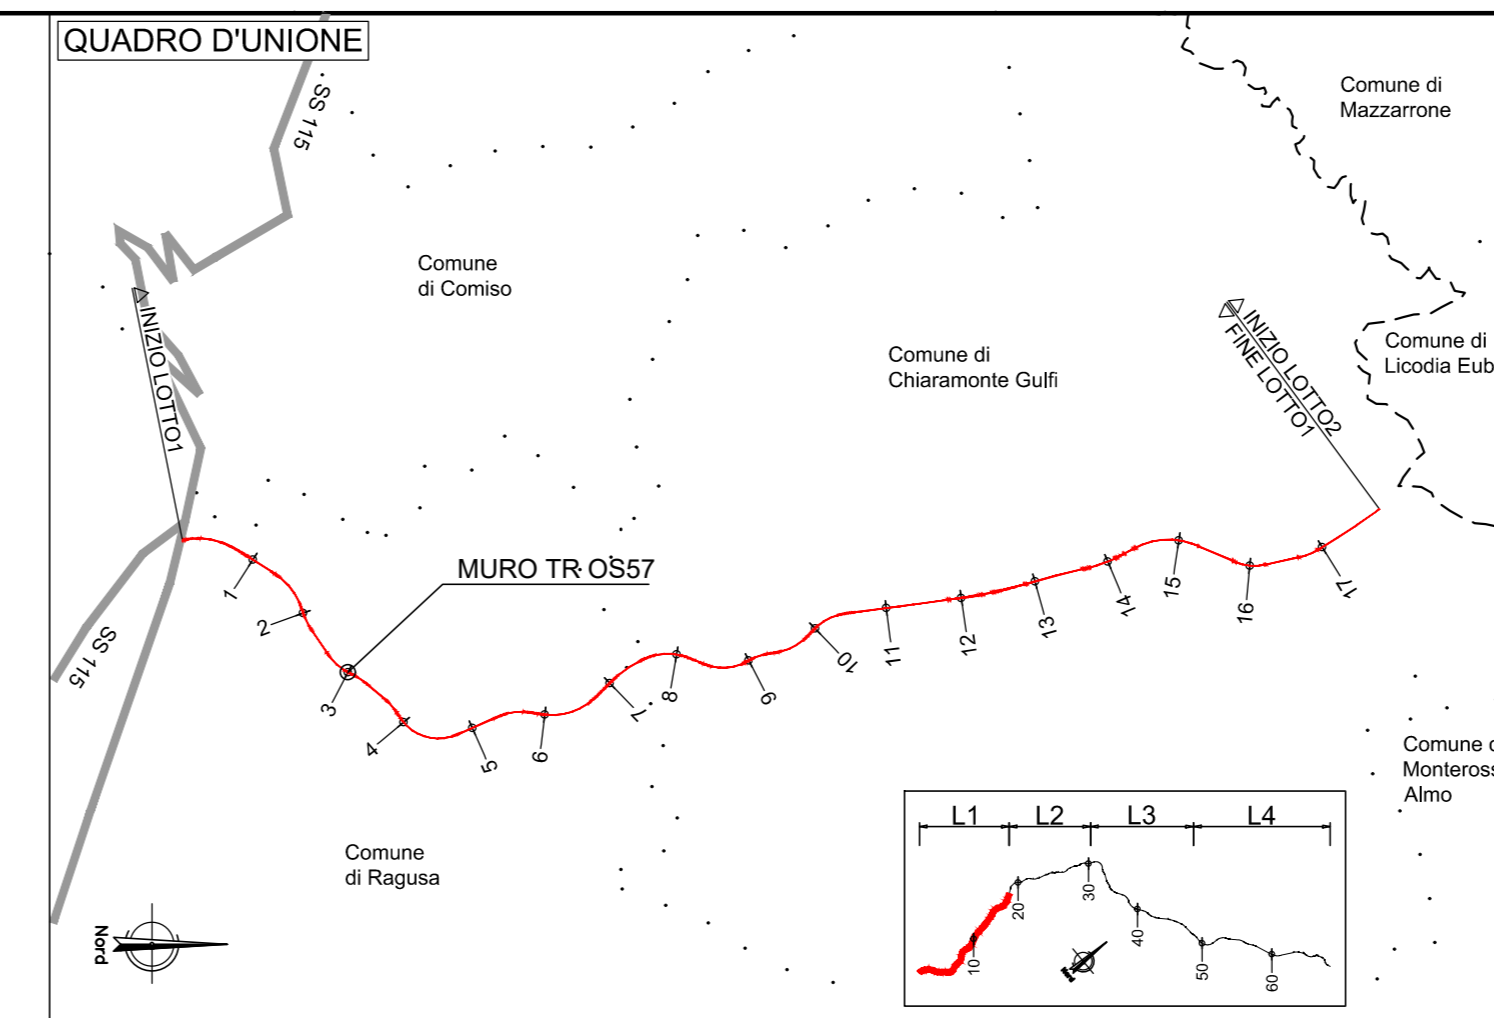 QUADRO D'UNIONE
SS 115
Comune di
Mazzarrone
Comune
di Comiso
INIZIO LOTTO1
INIZIO LOTTO2
FINE LOTTO1
Comune di
Licodia Eub
Comune di
Chiaramonte Gulfi
MURO TR OS57
SS 115
1
2
3
4
5
6
7
8
9
10
11
12
13
14
15
16
17
Comune
Monteross
Almo
Comune
di Ragusa
Nord
L1 L2 L3 L4
10
20
30
40
50
60